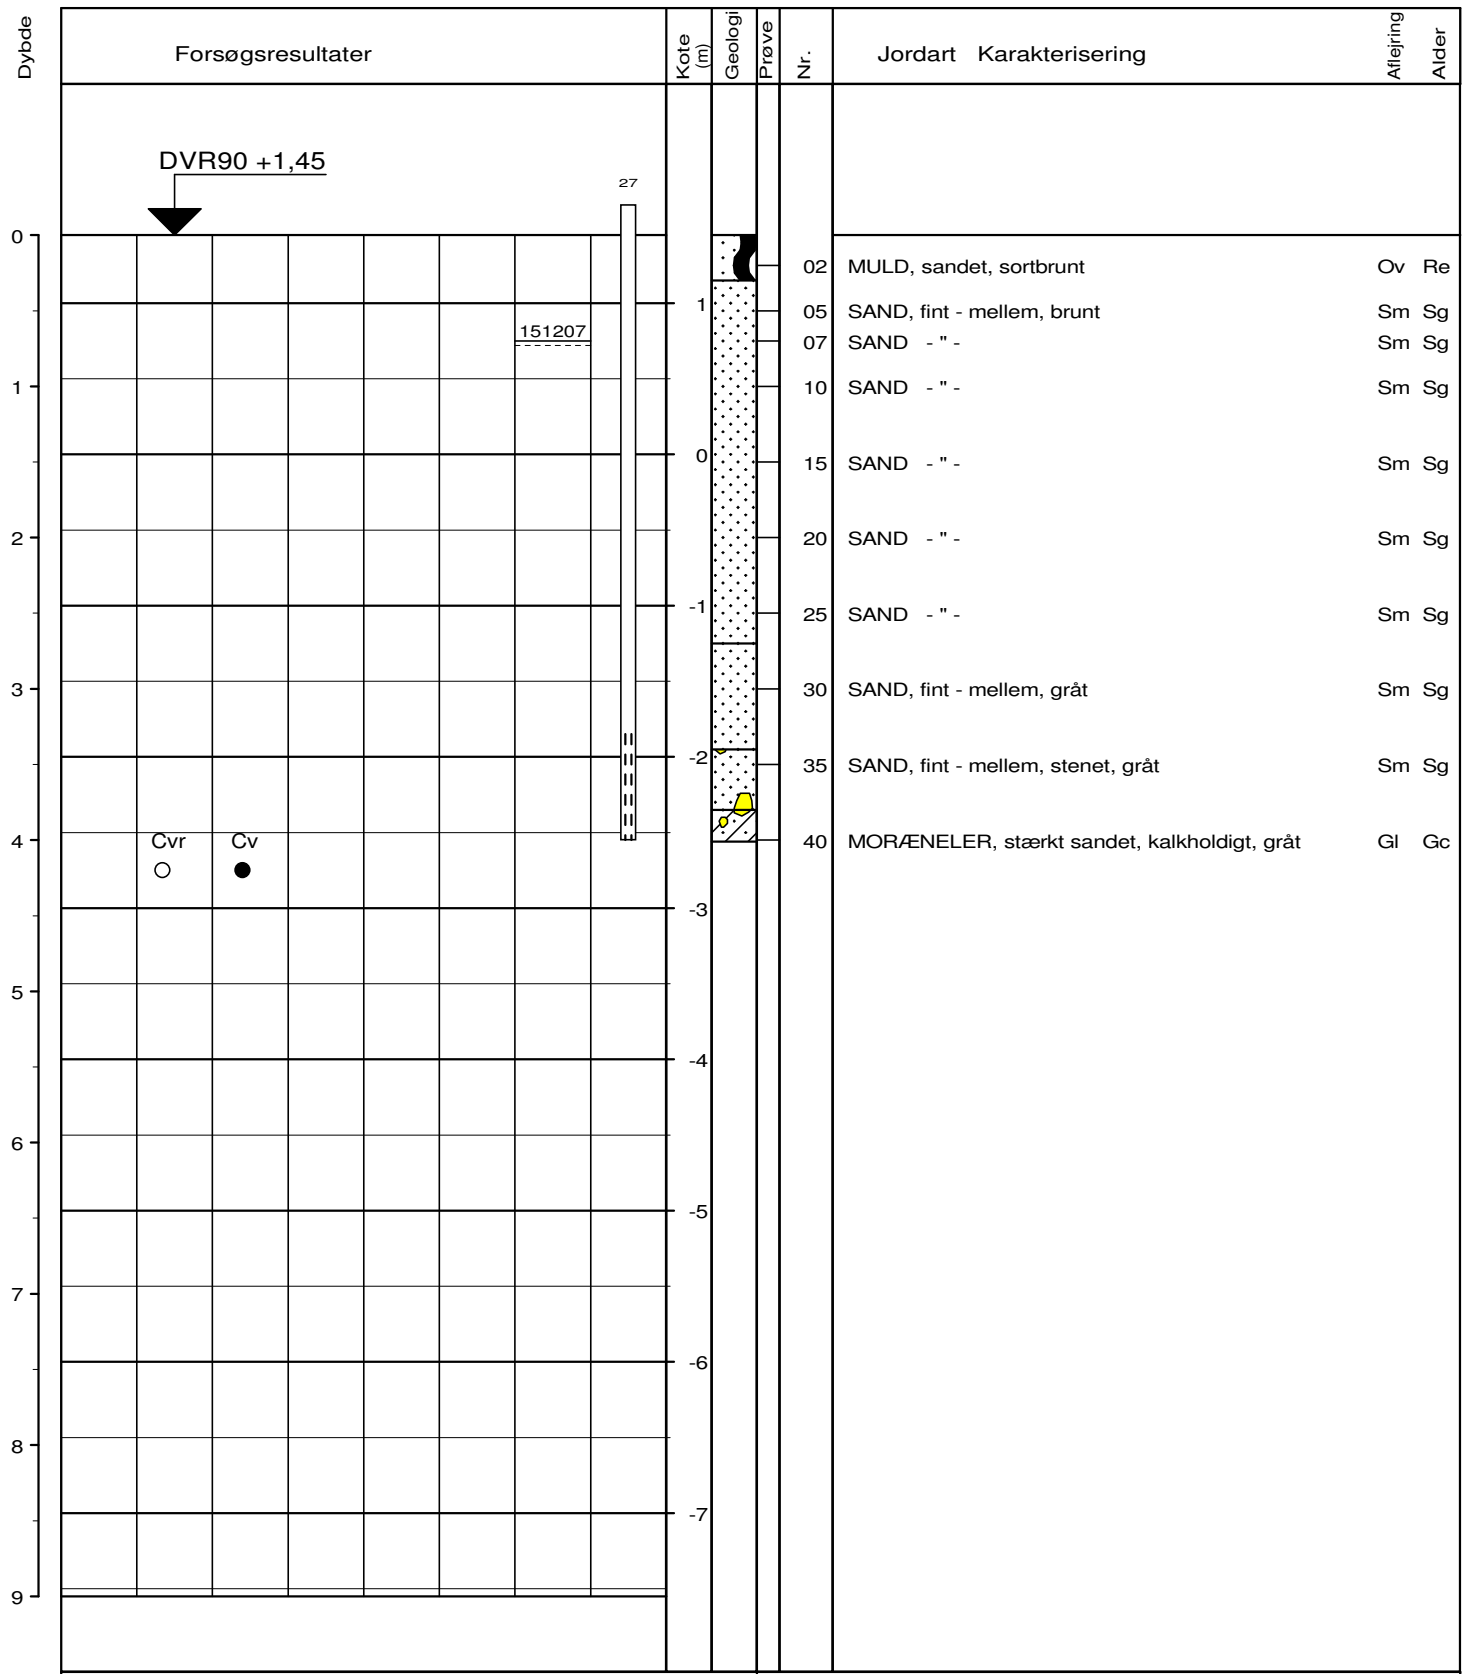 Dybde
Forsøgsresultater
Kote
(m)
Geologi
Prøve
Nr.
Jordart Karakterisering
Aflejring
Alder
DVR90 +1,45
27
0
02 MULD, sandet, sortbrunt Ov Re
1
05 SAND, fint - mellem, brunt Sm Sg
151207
07 SAND - " - Sm Sg
1
10 SAND - " - Sm Sg
0
15 SAND - " - Sm Sg
2
20 SAND - " - Sm Sg
-1
25 SAND - " - Sm Sg
3
30 SAND, fint - mellem, gråt Sm Sg
-2
35 SAND, fint - mellem, stenet, gråt Sm Sg
4
Cvr Cv
40 MORÆNELER, stærkt sandet, kalkholdigt, gråt Gl Gc
-3
5
-4
6
-5
7
-6
8
-7
9